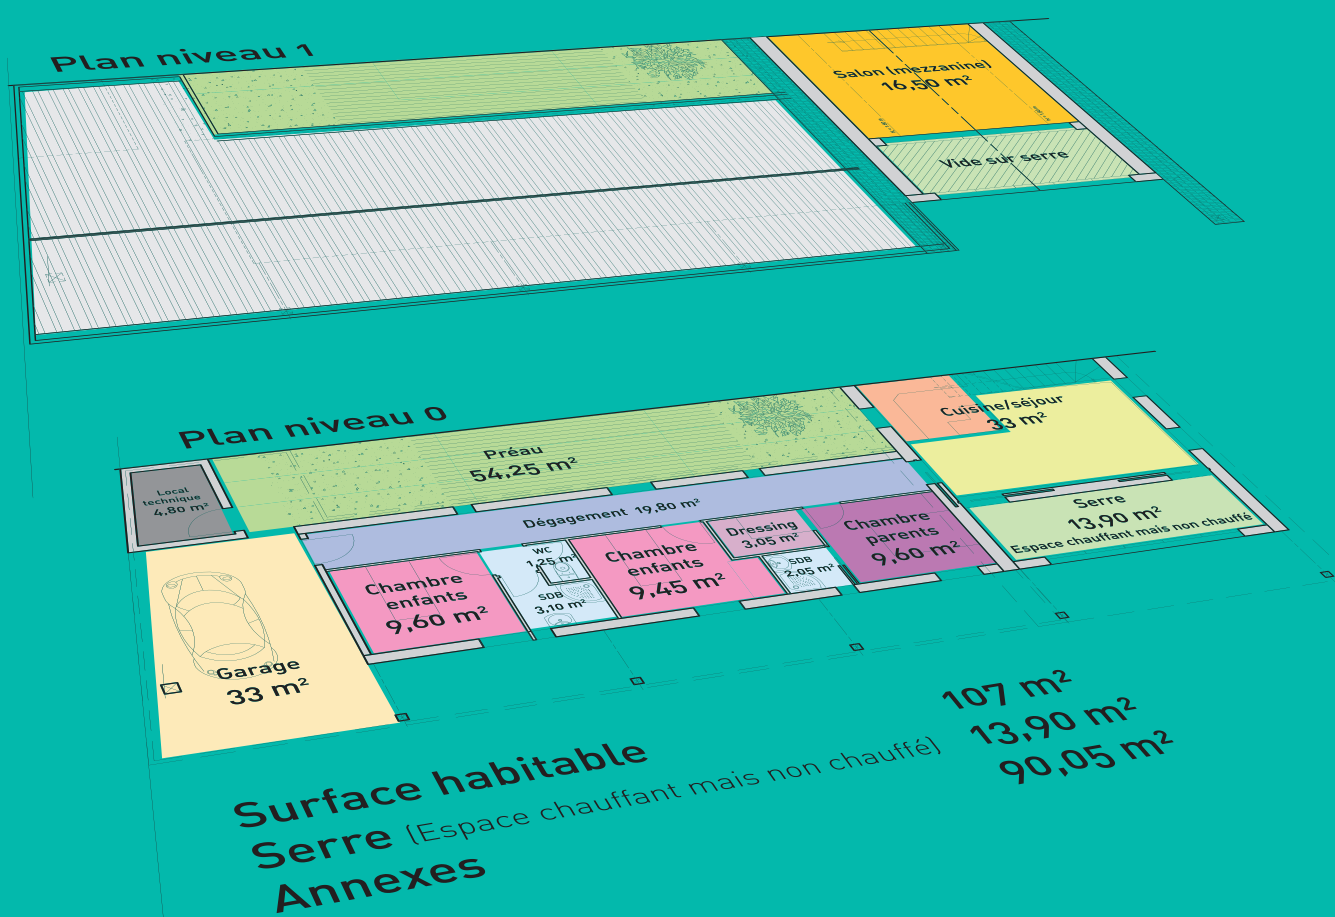 Plan niveau 1
Salon (mezzanine)
16,50 m²
Vide sur serre
Plan niveau 0
Local
technique
4,80 m²
Préau
54,25 m²
Cuisine/séjour
33 m²
Dégagement 19,80 m²
Serre
13,90 m²
Espace chauffant mais non chauffé
Chambre
enfants
9,60 m²
WC
1,25 m²
SDB
3,10 m²
Chambre
enfants
9,45 m²
Dressing
3,05 m²
SDB
2,05 m²
Chambre
parents
9,60 m²
Garage
33 m²
Surface habitable 107 m²
Serre (Espace chauffant mais non chauffé) 13,90 m²
Annexes 90,05 m²